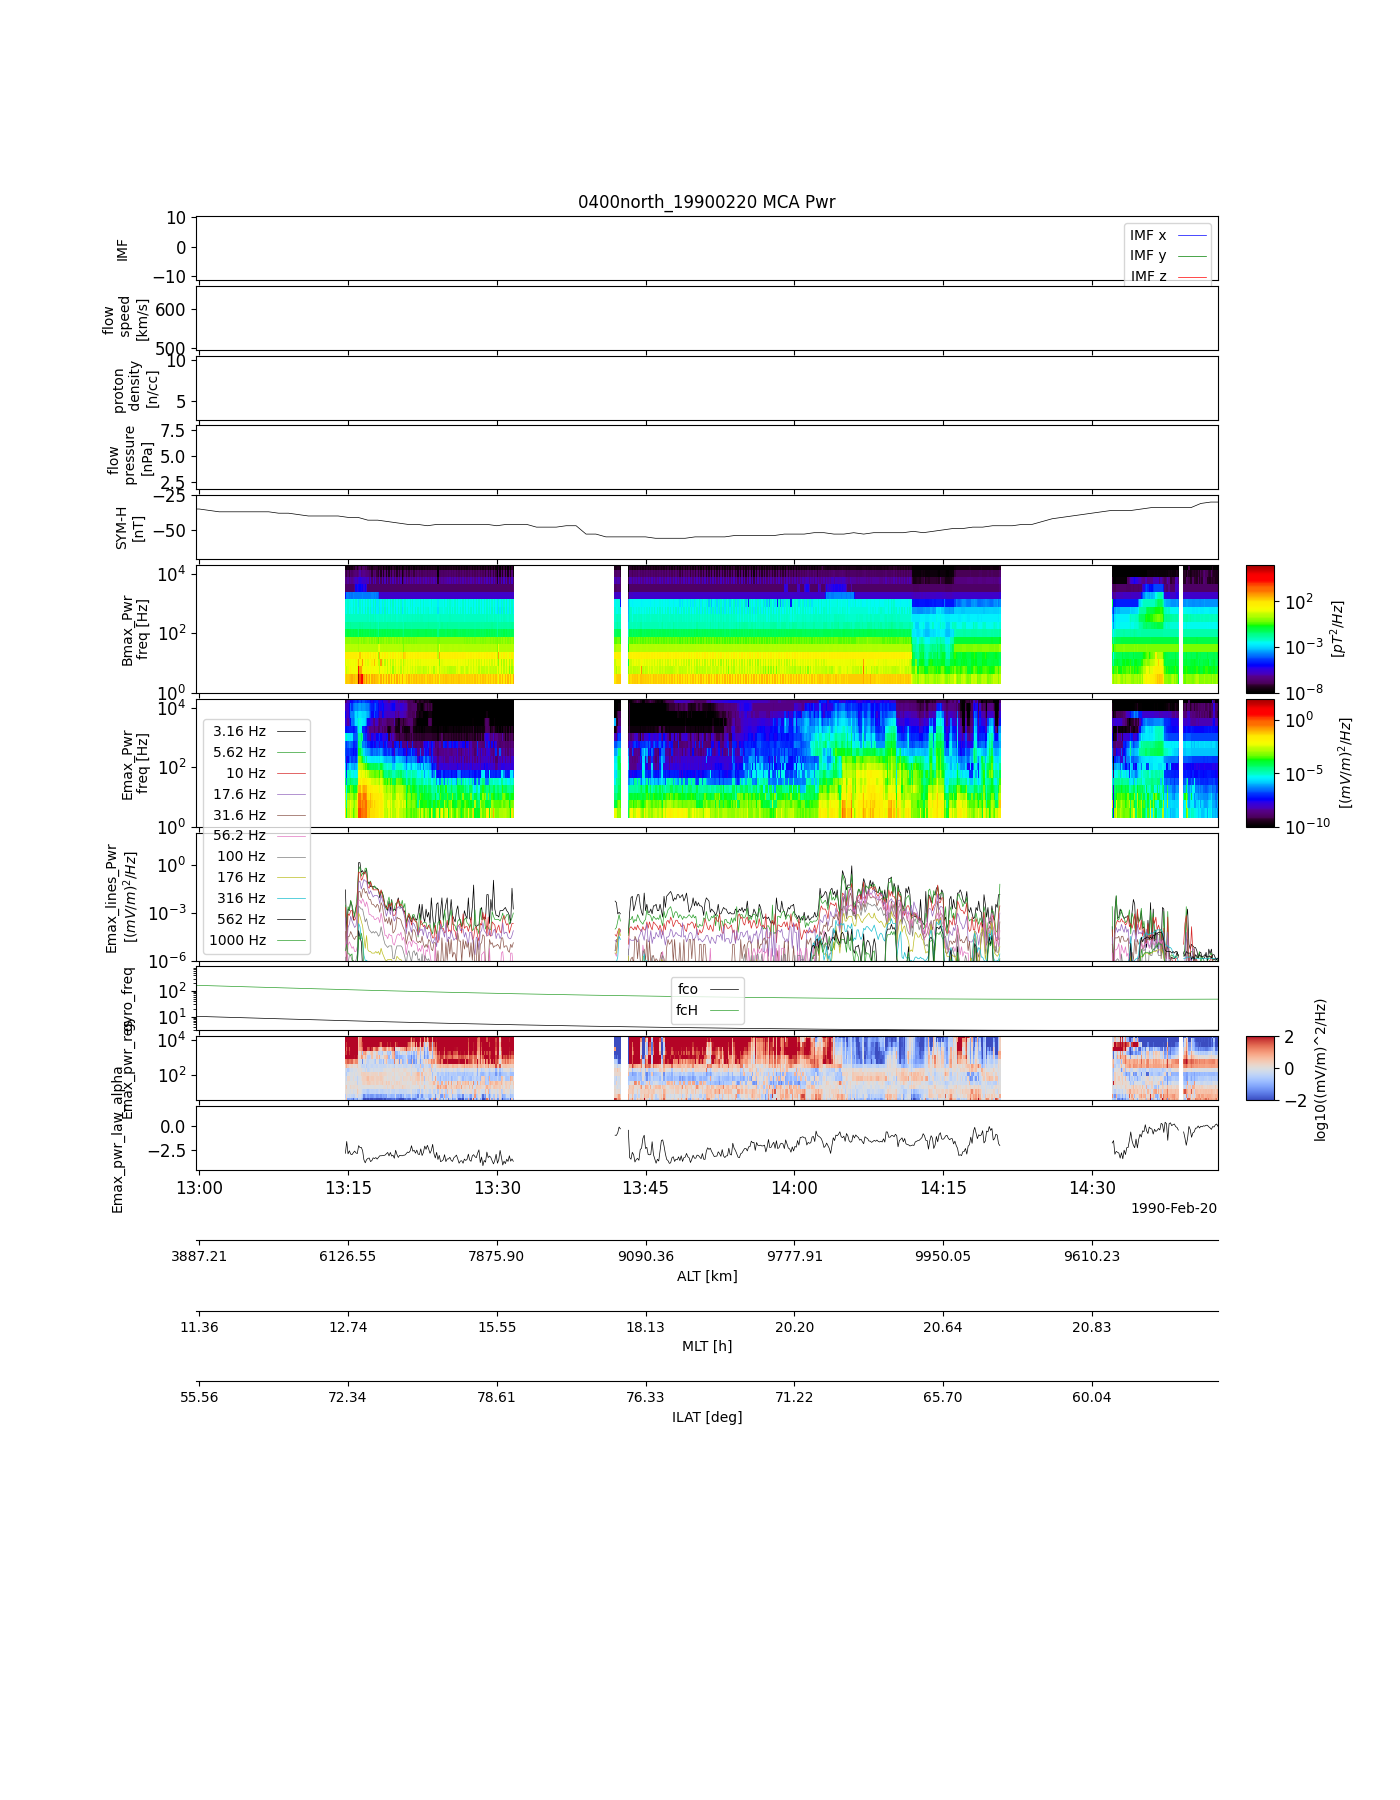 0400north_19900220 MCA Pwr
IMF
10
0
−10
IMF x
IMF y
IMF z
flow
speed
[km/s]
600
500
proton
density
[n/cc]
10
5
flow
pressure
[nPa]
7.5
5.0
2.5
SYM-H
[nT]
−25
−50
Bmax_Pwr
freq [Hz]
10^4
10^2
10^0
10^2
10^−3
10^−8
[pT^2/Hz]
Emax_Pwr
freq [Hz]
10^4
10^2
10^0
10^0
10^−5
10^−10
[(mV/m)^2/Hz]
3.16 Hz
5.62 Hz
10 Hz
17.6 Hz
31.6 Hz
56.2 Hz
100 Hz
176 Hz
316 Hz
562 Hz
1000 Hz
Emax_lines_Pwr
[(mV/m)^2/Hz]
10^0
10^−3
10^−6
gyro_freq
10^2
10^1
fco
fcH
Emax_pwr_reg
10^4
10^2
2
0
−2
log10((mV/m)^2/Hz)
Emax_pwr_law_alpha
0.0
−2.5
13:00 13:15 13:30 13:45 14:00 14:15 14:30
1990-Feb-20
3887.21 6126.55 7875.90 9090.36 9777.91 9950.05 9610.23
ALT [km]
11.36 12.74 15.55 18.13 20.20 20.64 20.83
MLT [h]
55.56 72.34 78.61 76.33 71.22 65.70 60.04
ILAT [deg]